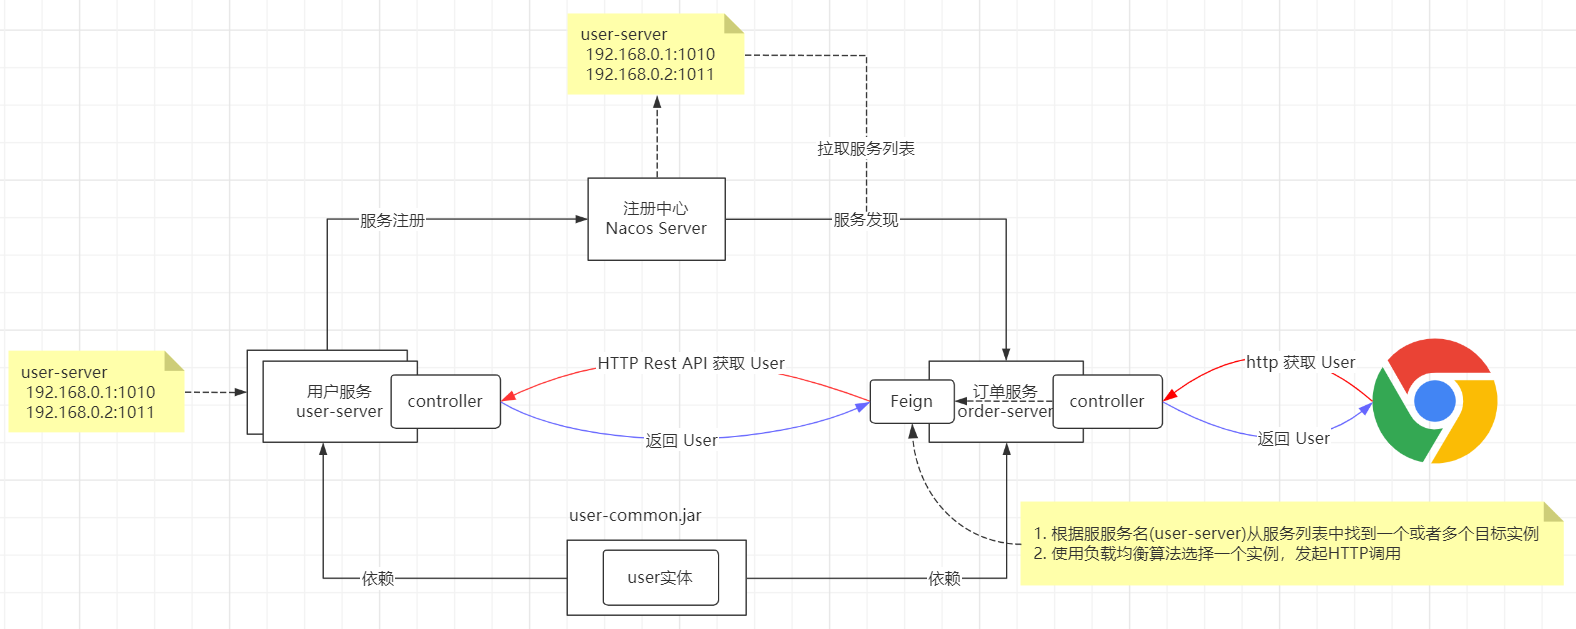 user-server
192.168.0.1:1010
192.168.0.2:1011
拉取服务列表
注册中心
Nacos Server
服务注册
服务发现
user-server
192.168.0.1:1010
192.168.0.2:1011
用户服务
user-server
controller
HTTP Rest API 获取 User
返回 User
Feign
订单服务
order-server
controller
http 获取 User
返回 User
user-common.jar
user实体
依赖
依赖
1. 根据服服务名(user-server)从服务列表中找到一个或者多个目标实例
2. 使用负载均衡算法选择一个实例，发起HTTP调用